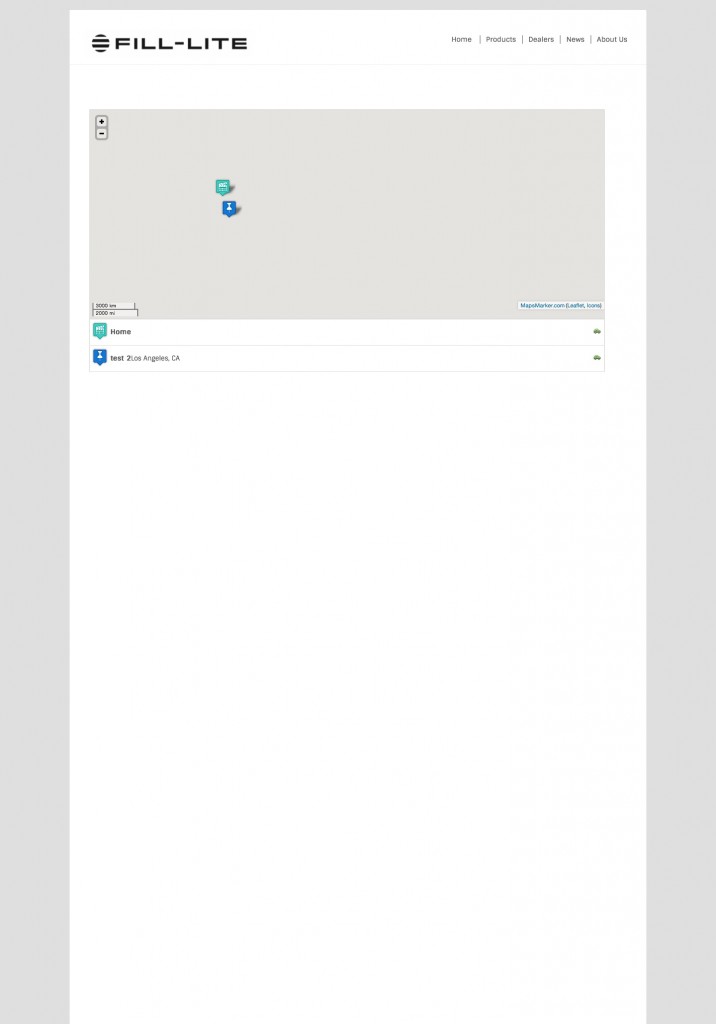 FILL-LITE
Home | Products | Dealers | News | About Us
+
−
3000 km
2000 mi
MapsMarker.com (Leaflet, icons)
Home
test 2Los Angeles, CA